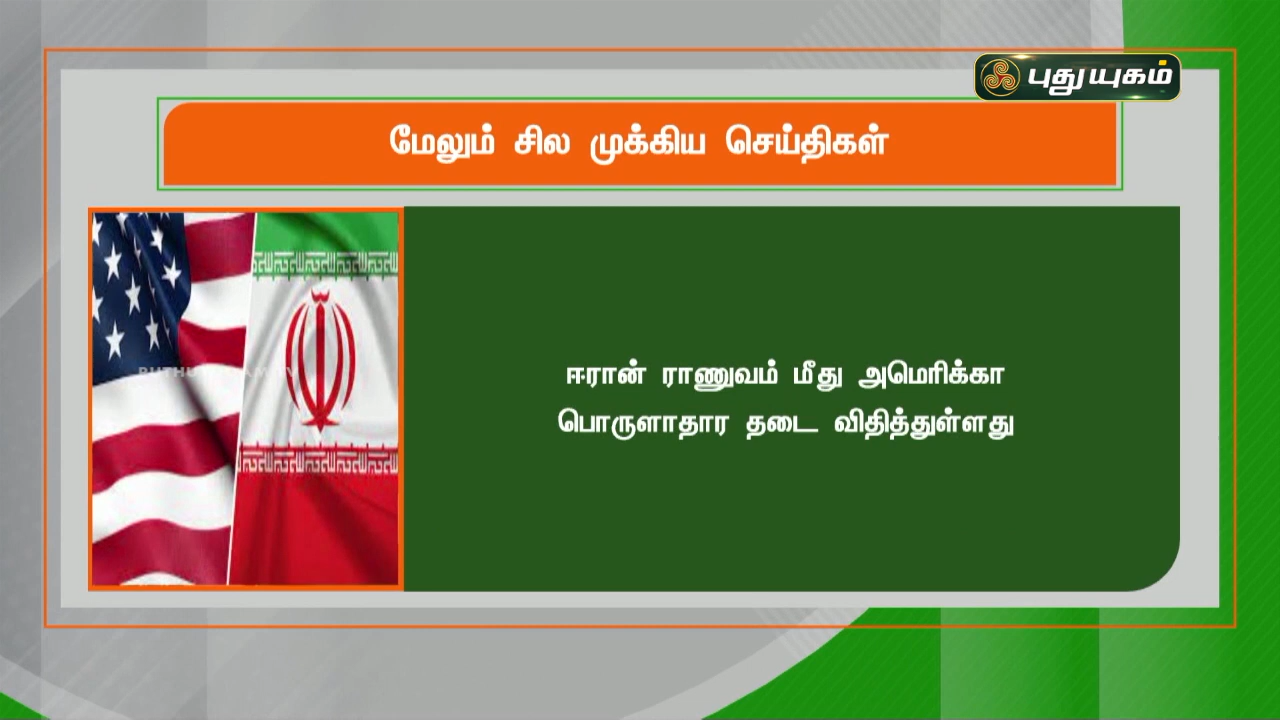 புதுயுகம்
மேலும் சில முக்கிய செய்திகள்
ஈரான் ராணுவம் மீது அமெரிக்கா
பொருளாதார தடை விதித்துள்ளது